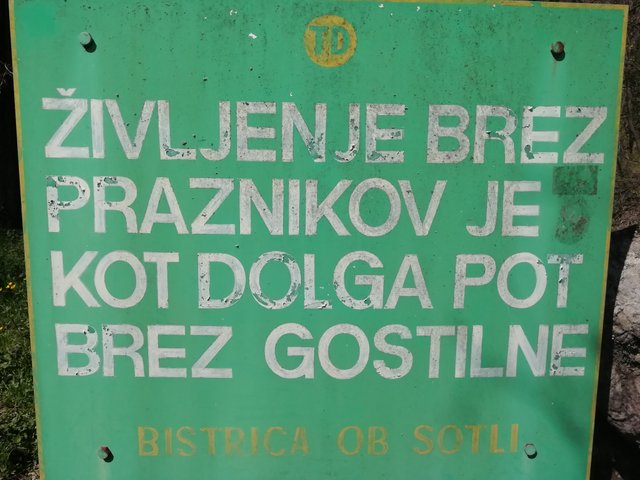 TD
ŽIVLJENJE BREZ
PRAZNIKOV JE
KOT DOLGA POT
BREZ GOSTILNE
BISTRICA OB SOTLI